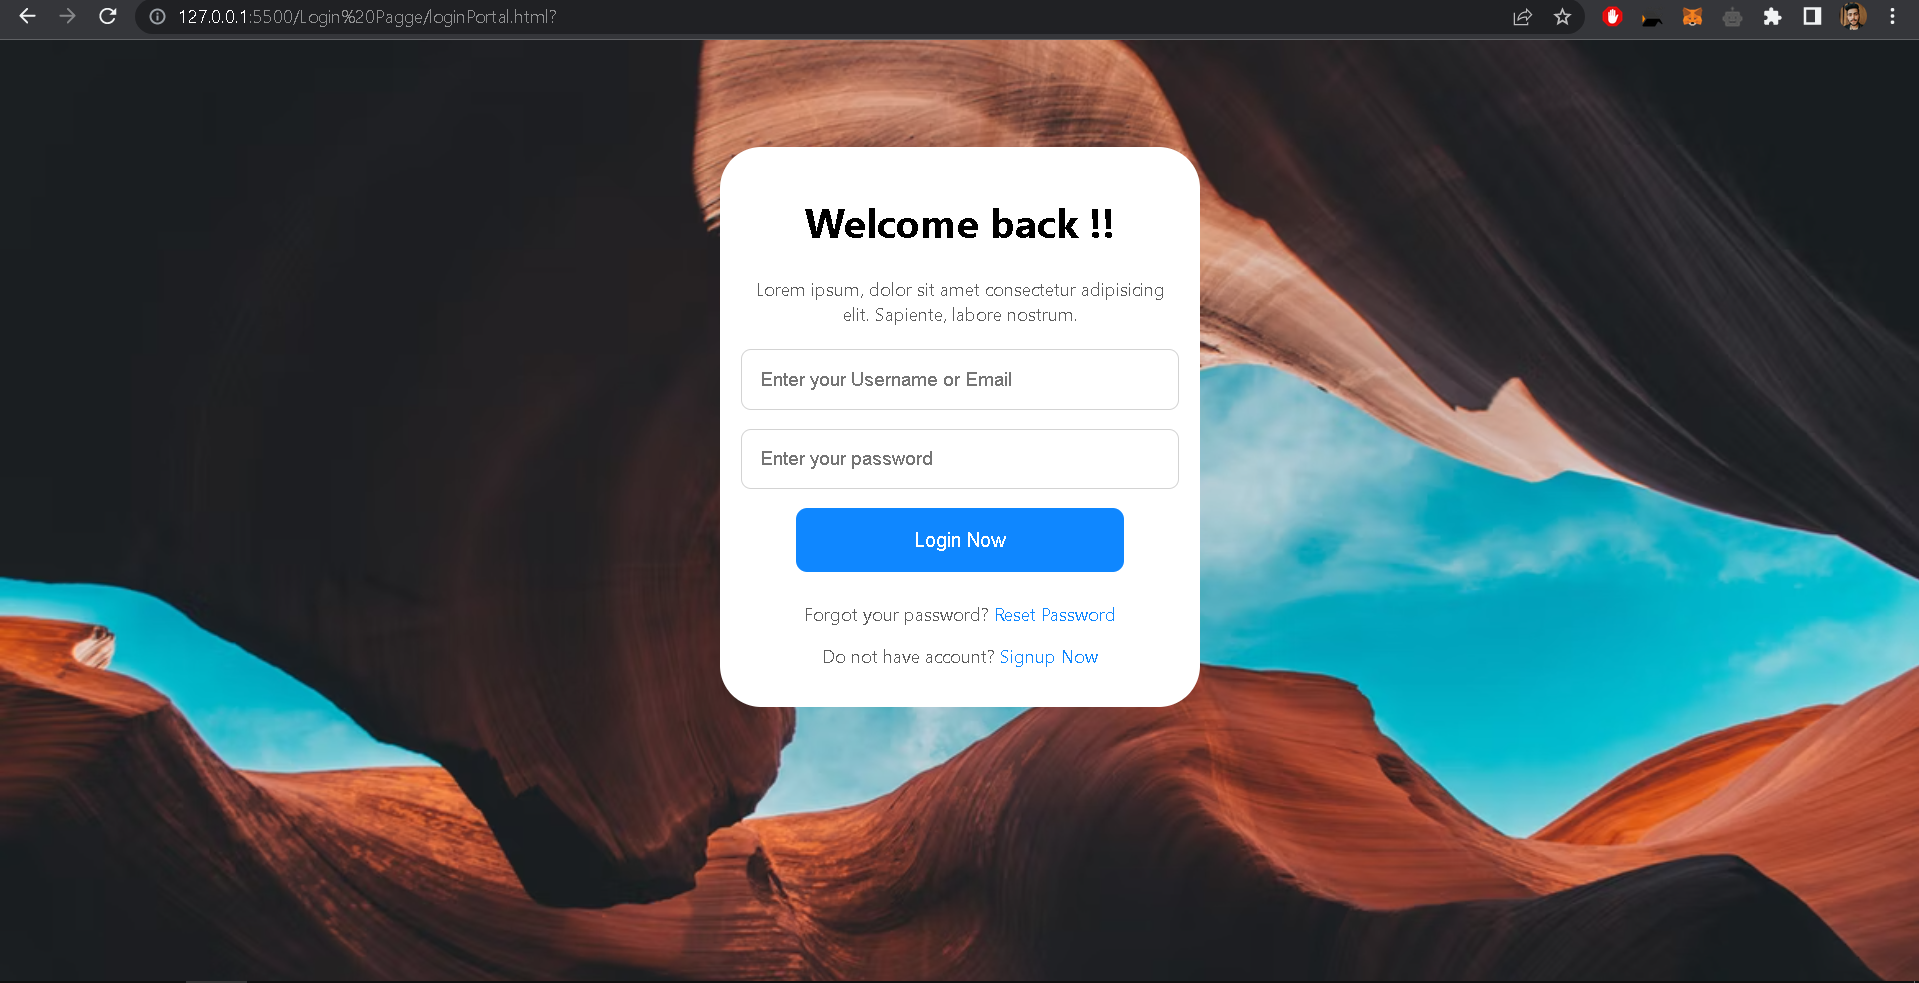 127.0.0.1:5500/Login%20Pagge/loginPortal.html?
Welcome back !!
Lorem ipsum, dolor sit amet consectetur adipisicing
elit. Sapiente, labore nostrum.
Enter your Username or Email
Enter your password
Login Now
Forgot your password? Reset Password
Do not have account? Signup Now